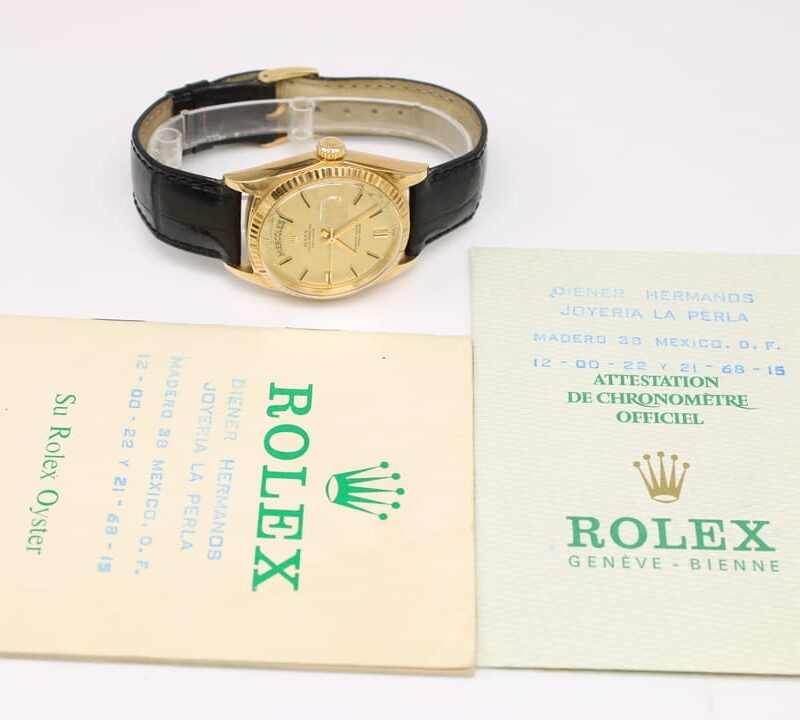 MIERCOLES
DIENER HERMANOS
JOYERIA LA PERLA
MADERO 38 MEXICO, D. F.
12-00-22 Y 21-68-15
ATTESTATION
DE CHRONOMÈTRE
OFFICIEL
ROLEX
GENÈVE - BIENNE
ROLEX
DIENER HERMANOS
JOYERIA LA PERLA
MADERO 38 MEXICO, D. F.
12-00-22 Y 21-68-15
Su Rolex Oyster